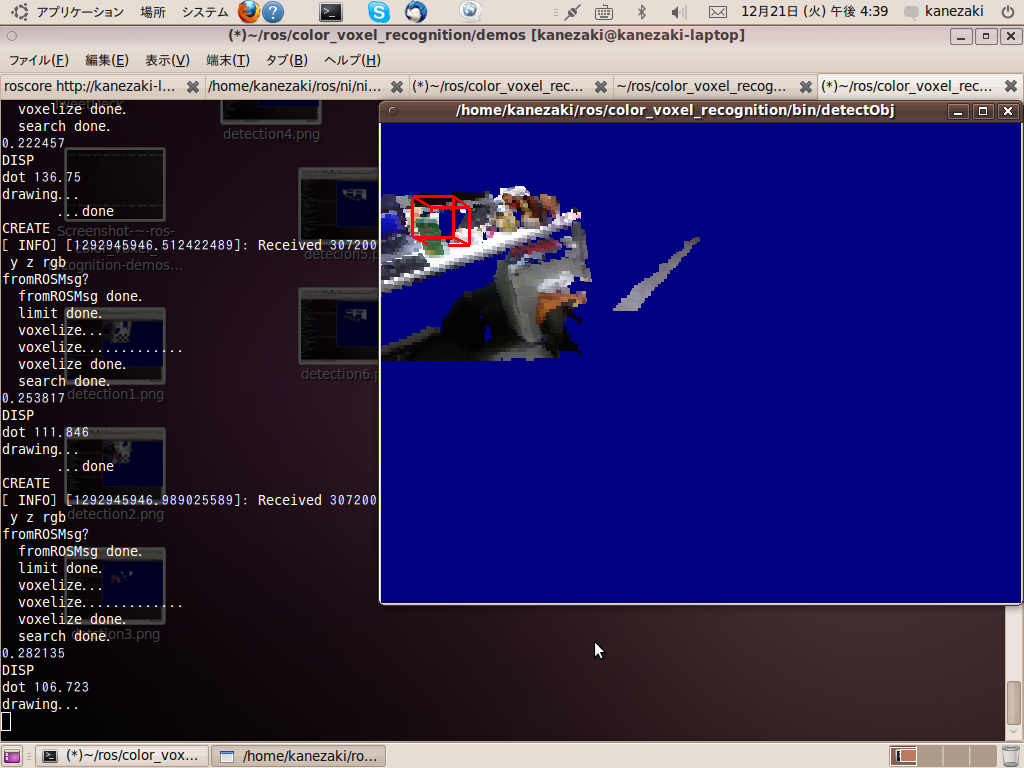 アプリケーション 場所 システム 12月21日 (火) 午後 4:39 kanezaki
(*)~/ros/color_voxel_recognition/demos [kanezaki@kanezaki-laptop]
ファイル(F) 編集(E) 表示(V) 端末(T) タブ(B) ヘルプ(H)
roscore http://kanezaki-l... /home/kanezaki/ros/ni/ni... (*)~/ros/color_voxel_rec... ~/ros/color_voxel_recog... (*)~/ros/color_voxel_rec...
/home/kanezaki/ros/color_voxel_recognition/bin/detectObj
voxelize done.
search done.
0.222457
DISP
dot 136.75
drawing...
...done
CREATE
[ INFO] [1292945946.512422489]: Received 307200
y z rgb
fromROSMsg?
fromROSMsg done.
limit done.
voxelize...
voxelize.............
voxelize done.
search done.
0.253817
DISP
dot 111.846
drawing...
...done
CREATE
[ INFO] [1292945946.989025589]: Received 307200
y z rgb
fromROSMsg?
fromROSMsg done.
limit done.
voxelize...
voxelize.............
voxelize done.
search done.
0.282135
DISP
dot 106.723
drawing...
detection4.png
Screenshot-~-ros-
detection5.png
detection1.png
detection6.p
detection2.png
(*)~/ros/color_vox... /home/kanezaki/ro...